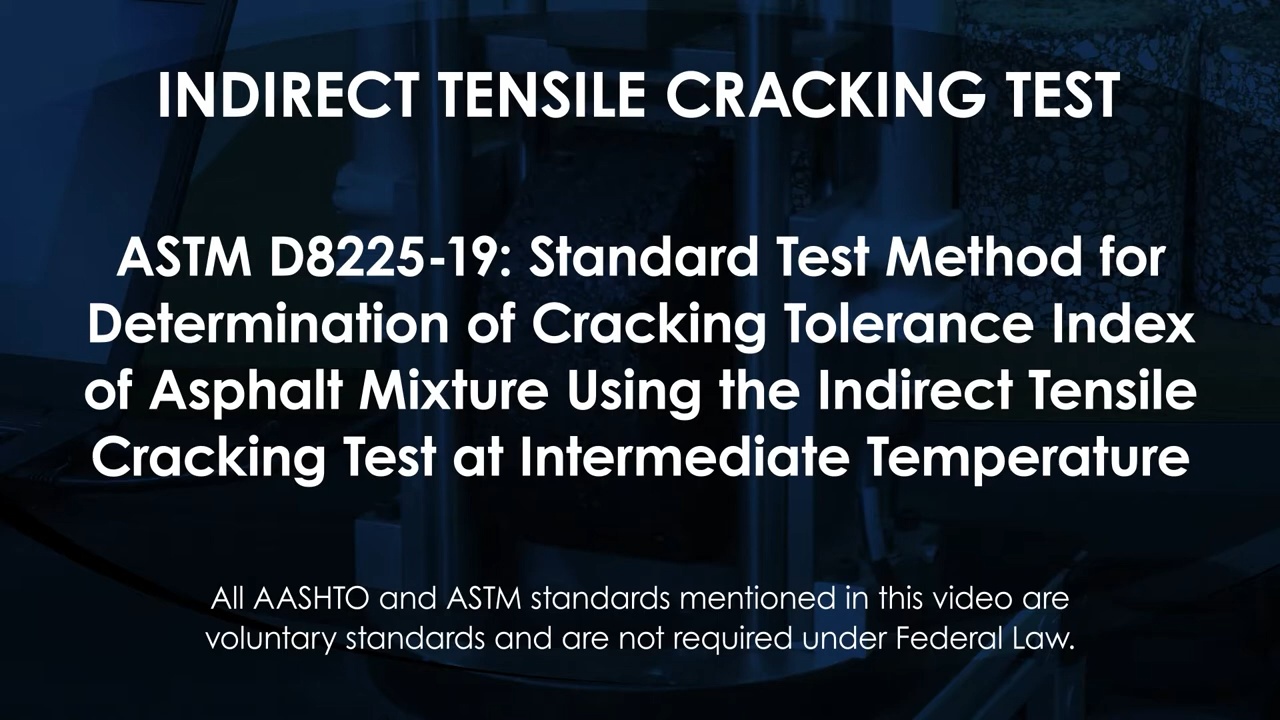 INDIRECT TENSILE CRACKING TEST
ASTM D8225-19: Standard Test Method for
Determination of Cracking Tolerance Index
of Asphalt Mixture Using the Indirect Tensile
Cracking Test at Intermediate Temperature
All AASHTO and ASTM standards mentioned in this video are
voluntary standards and are not required under Federal Law.